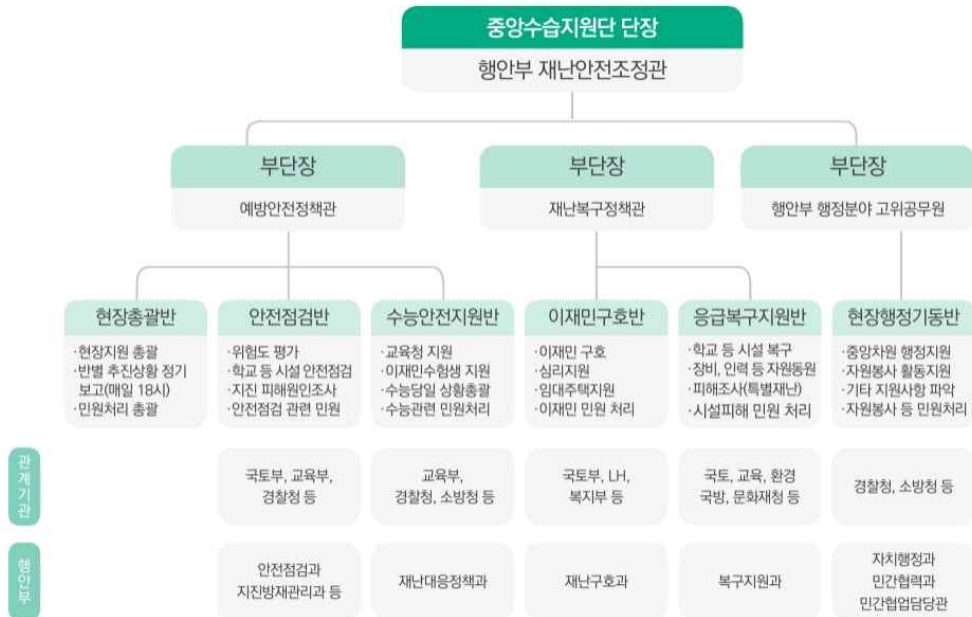 중앙수습지원단 단장
행안부 재난안전조정관
부단장
예방안전정책관
부단장
재난복구정책관
부단장
행안부 행정분야 고위공무원
현장총괄반
·현장지원 총괄
·반별 추진상황 정기
보고(매일 18시)
·민원처리 총괄
안전점검반
·위험도 평가
·학교 등 시설 안전점검
·지진 피해원인조사
·안전점검 관련 민원
수능안전지원반
·교육청 지원
·이재민수험생 지원
·수능당일 상황총괄
·수능관련 민원처리
이재민구호반
·이재민 구호
·심리지원
·임대주택지원
·이재민 민원 처리
응급복구지원반
·학교 등 시설 복구
·장비, 인력 등 자원동원
·피해조사(특별재난)
·시설피해 민원 처리
현장행정기동반
·중앙차원 행정지원
·자원봉사 활동지원
·기타 지원사항 파악
·자원봉사 등 민원처리
관계기관
국토부, 교육부,
경찰청 등
교육부,
경찰청, 소방청 등
국토부, LH,
복지부 등
국토, 교육, 환경
국방, 문화재청 등
경찰청, 소방청 등
행안부
안전점검과
지진방재관리과 등
재난대응정책과
재난구호과
복구지원과
자치행정과
민간협력과
민간협업담당관